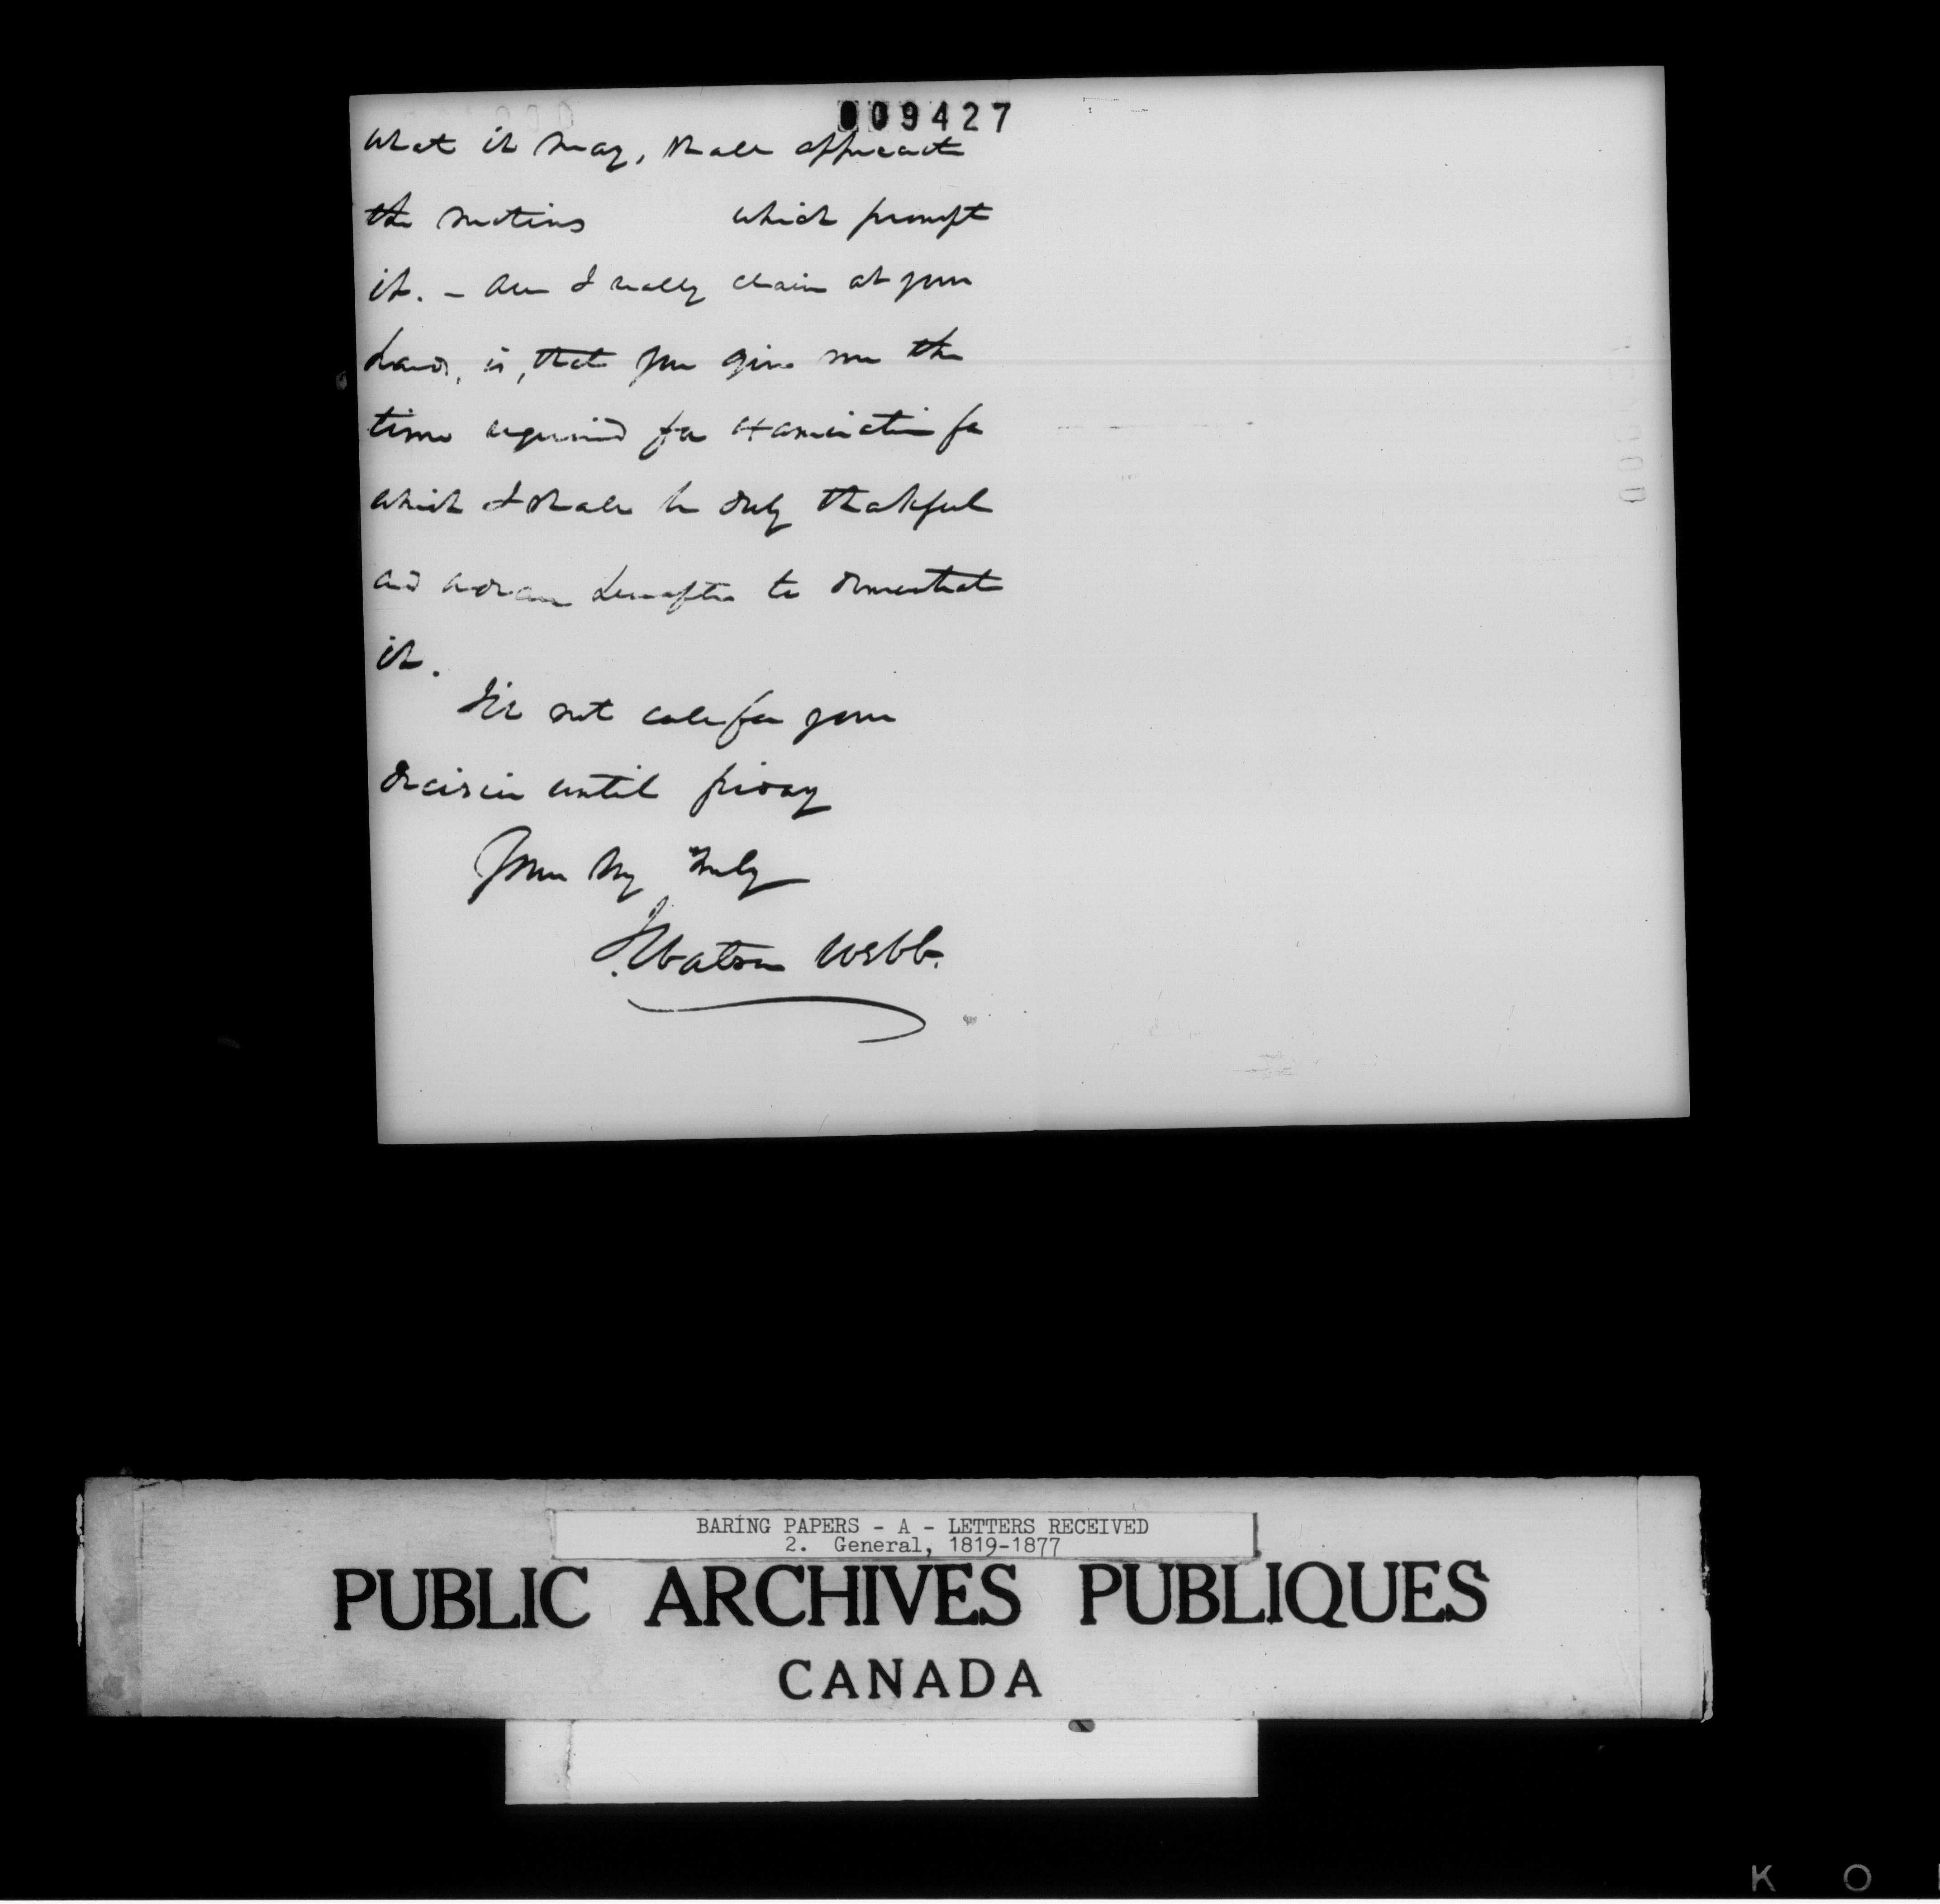 009427
what it may, shall appreciate
the motives which prompt
it. – All I really claim at your
hands, is, that you give me the
time required for examination for
which I shall be duly thankful
and endeavour hereafter to demonstrate
it.
I'll not call for your
decision until friday
Yours very Truly
J. Watson Webb.
BARING PAPERS - A - LETTERS RECEIVED
2. General, 1819-1877
PUBLIC ARCHIVES PUBLIQUES
CANADA
K O